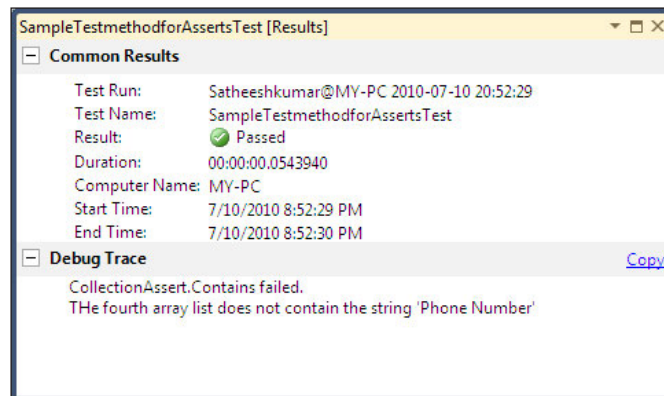 SampleTestmethodforAssertsTest [Results]
Common Results
Test Run: Satheeshkumar@MY-PC 2010-07-10 20:52:29
Test Name: SampleTestmethodforAssertsTest
Result: Passed
Duration: 00:00:00.0543940
Computer Name: MY-PC
Start Time: 7/10/2010 8:52:29 PM
End Time: 7/10/2010 8:52:30 PM
Debug Trace Copy
CollectionAssert.Contains failed.
THe fourth array list does not contain the string 'Phone Number'